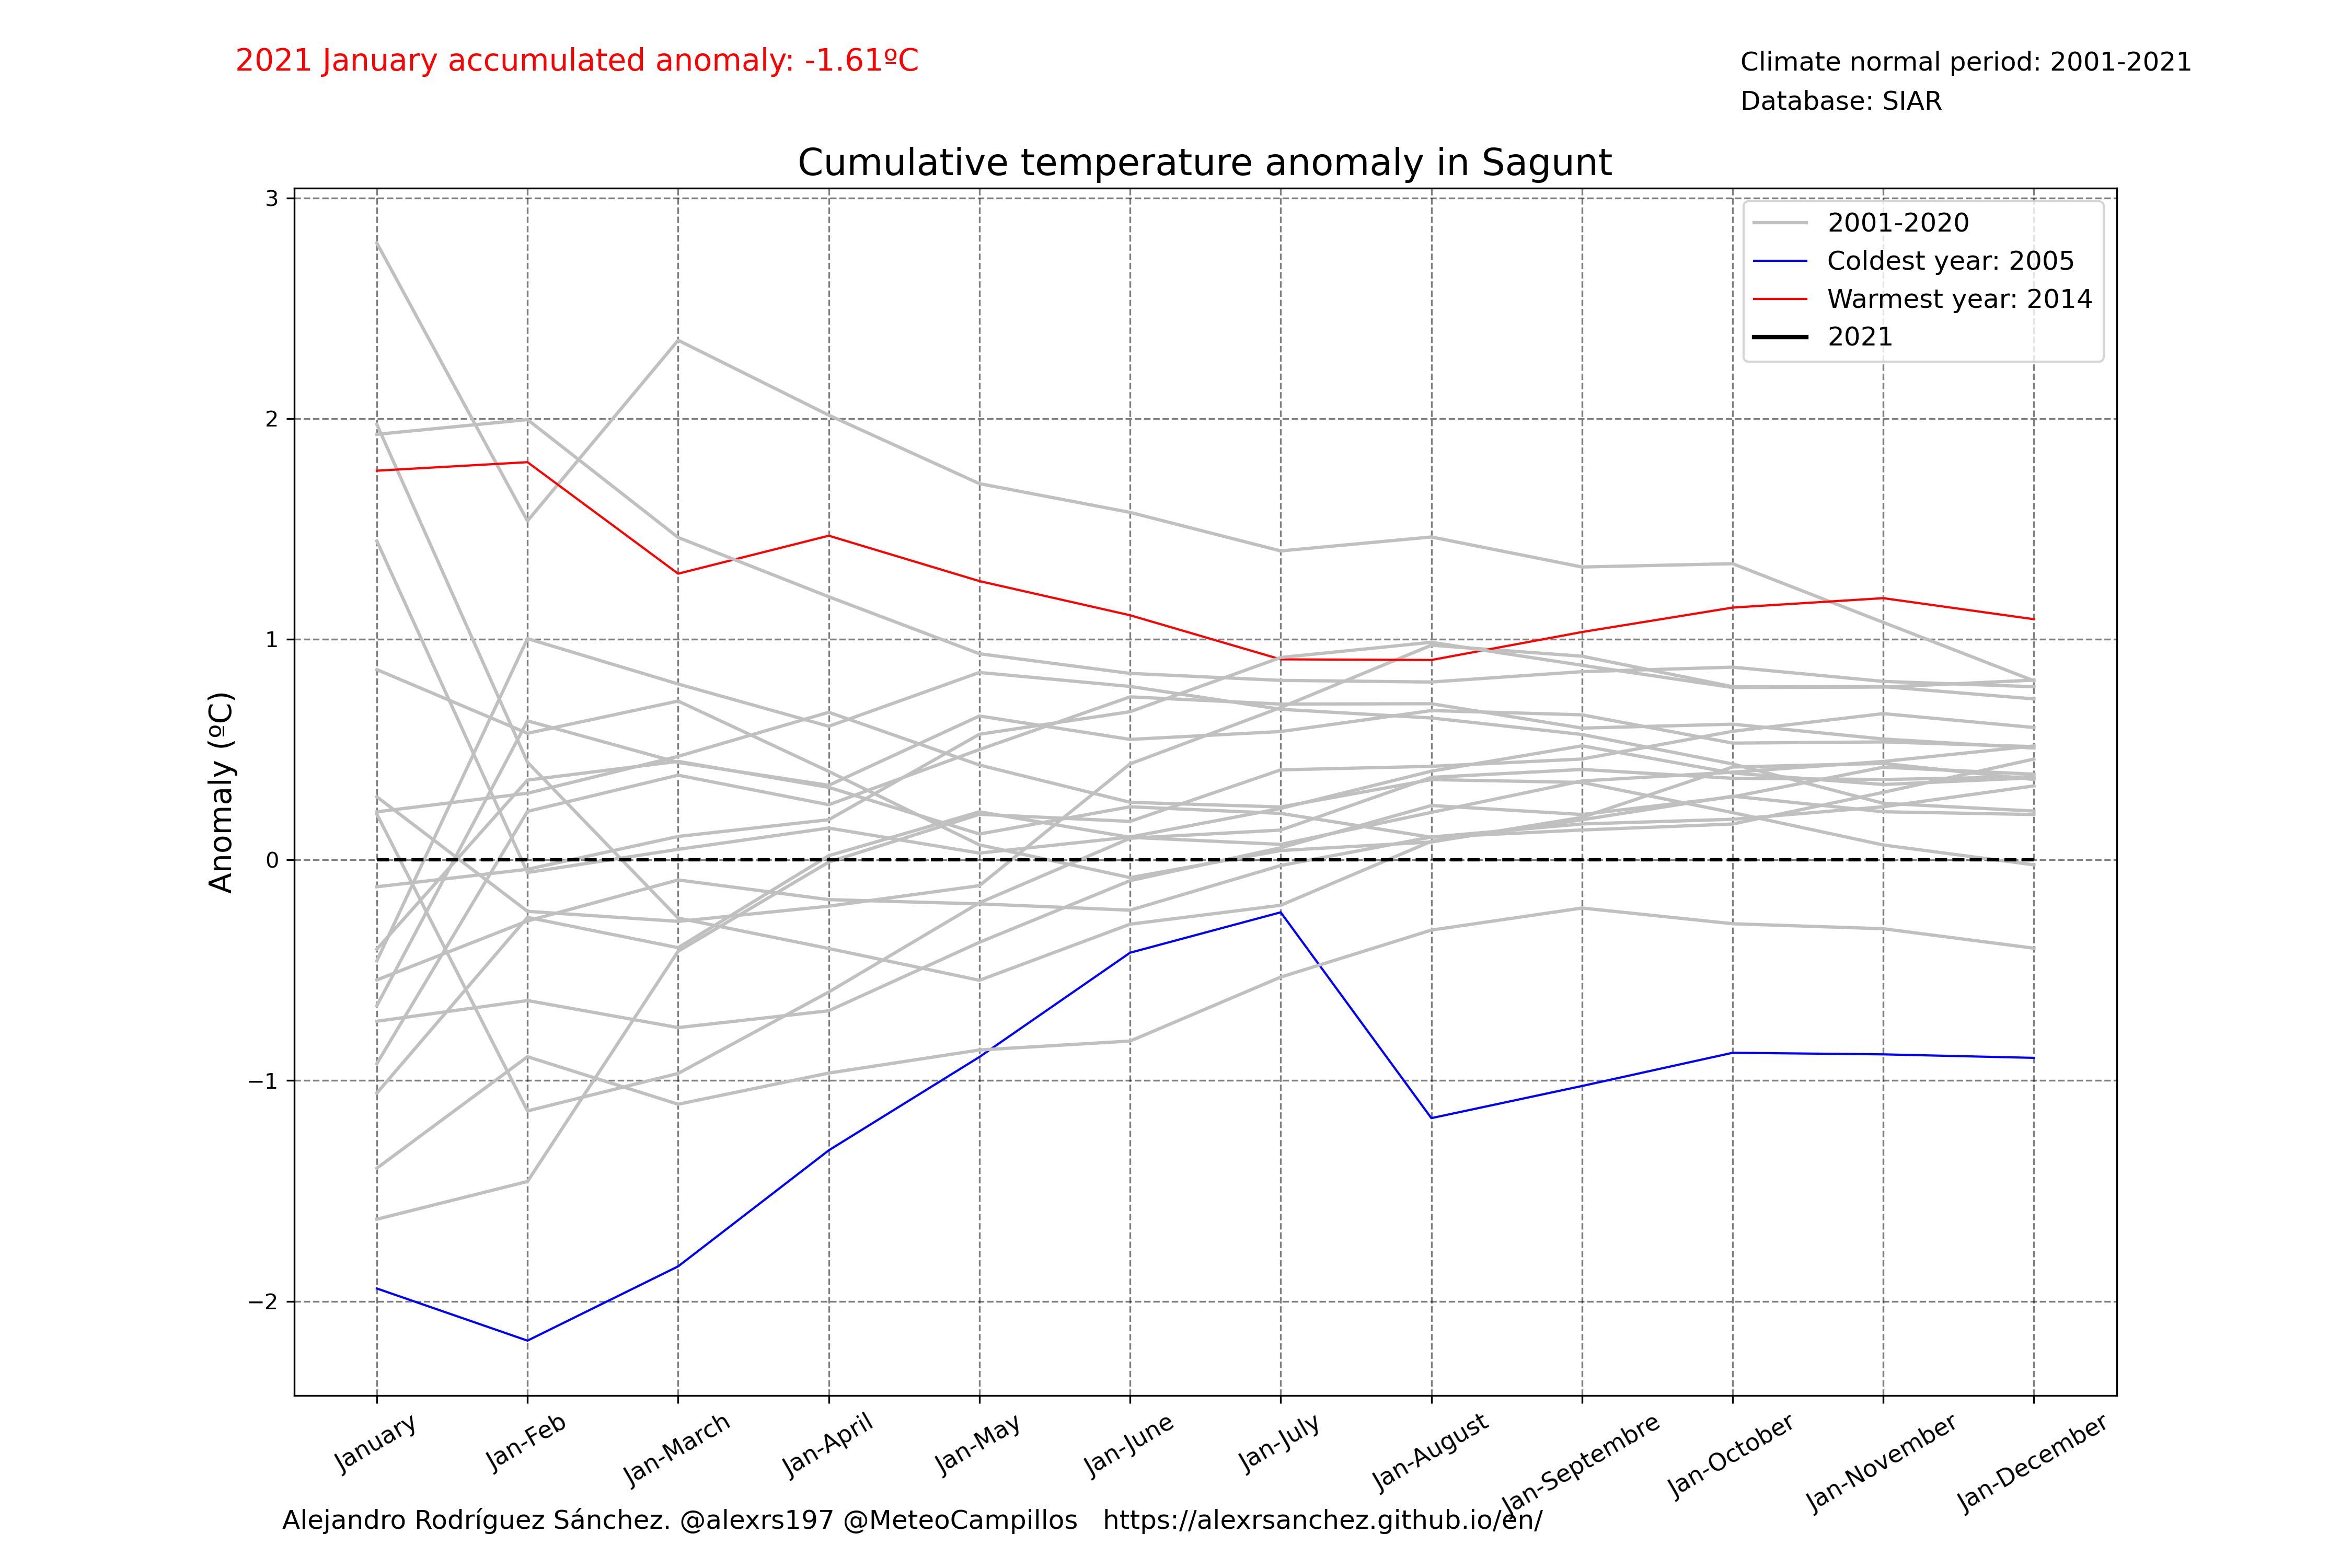 2021 January accumulated anomaly: -1.61ºC
Climate normal period: 2001-2021
Database: SIAR
Cumulative temperature anomaly in Sagunt
2001-2020
Coldest year: 2005
Warmest year: 2014
2021
Anomaly (ºC)
3
2
1
0
−1
−2
January
Jan-Feb
Jan-March
Jan-April
Jan-May
Jan-June
Jan-July
Jan-August
Jan-Septembre
Jan-October
Jan-November
Jan-December
Alejandro Rodríguez Sánchez. @alexrs197 @MeteoCampillos https://alexrsanchez.github.io/en/